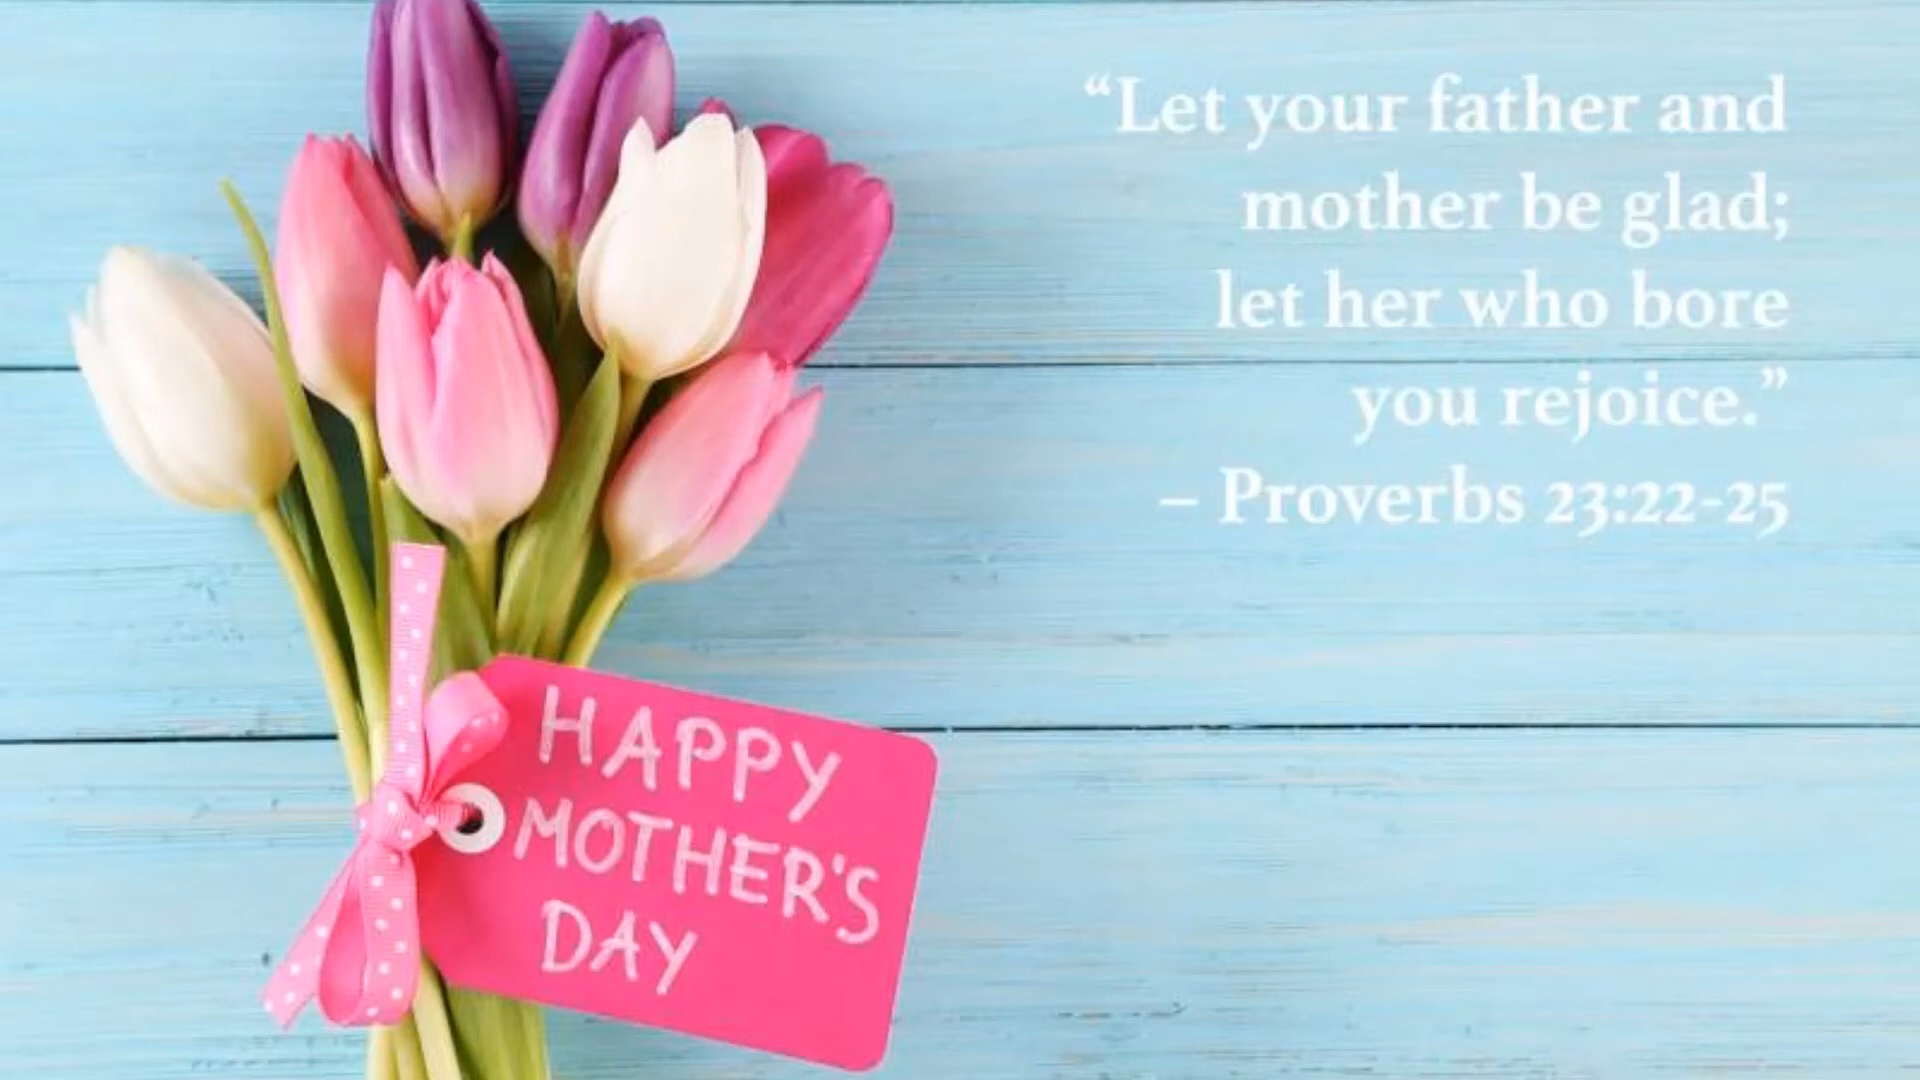 “Let your father and
mother be glad;
let her who bore
you rejoice.”
– Proverbs 23:22-25
HAPPY
MOTHER'S
DAY